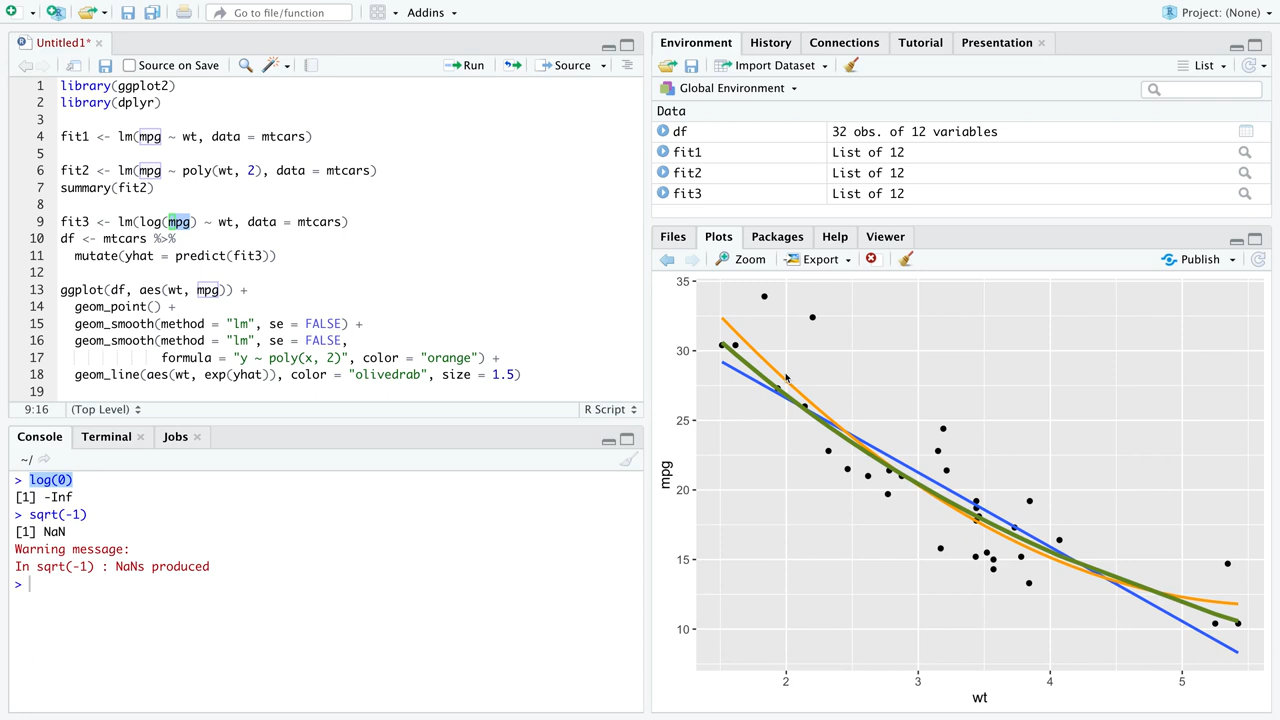 Go to file/function
Addins
Project: (None)
Untitled1*
Source on Save
Run
Source
1 library(ggplot2)
2 library(dplyr)
3
4 fit1 <- lm(mpg ~ wt, data = mtcars)
5
6 fit2 <- lm(mpg ~ poly(wt, 2), data = mtcars)
7 summary(fit2)
8
9 fit3 <- lm(log(mpg) ~ wt, data = mtcars)
10 df <- mtcars %>%
11 mutate(yhat = predict(fit3))
12
13 ggplot(df, aes(wt, mpg)) +
14 geom_point() +
15 geom_smooth(method = "lm", se = FALSE) +
16 geom_smooth(method = "lm", se = FALSE,
17 formula = "y ~ poly(x, 2)", color = "orange") +
18 geom_line(aes(wt, exp(yhat)), color = "olivedrab", size = 1.5)
19
9:16 (Top Level) R Script
Console Terminal Jobs
~/
> log(0)
[1] -Inf
> sqrt(-1)
[1] NaN
Warning message:
In sqrt(-1) : NaNs produced
>
Environment History Connections Tutorial Presentation
Import Dataset
List
Global Environment
Data
df 32 obs. of 12 variables
fit1 List of 12
fit2 List of 12
fit3 List of 12
Files Plots Packages Help Viewer
Zoom Export Publish
35
30
25
20
15
10
mpg
2 3 4 5
wt